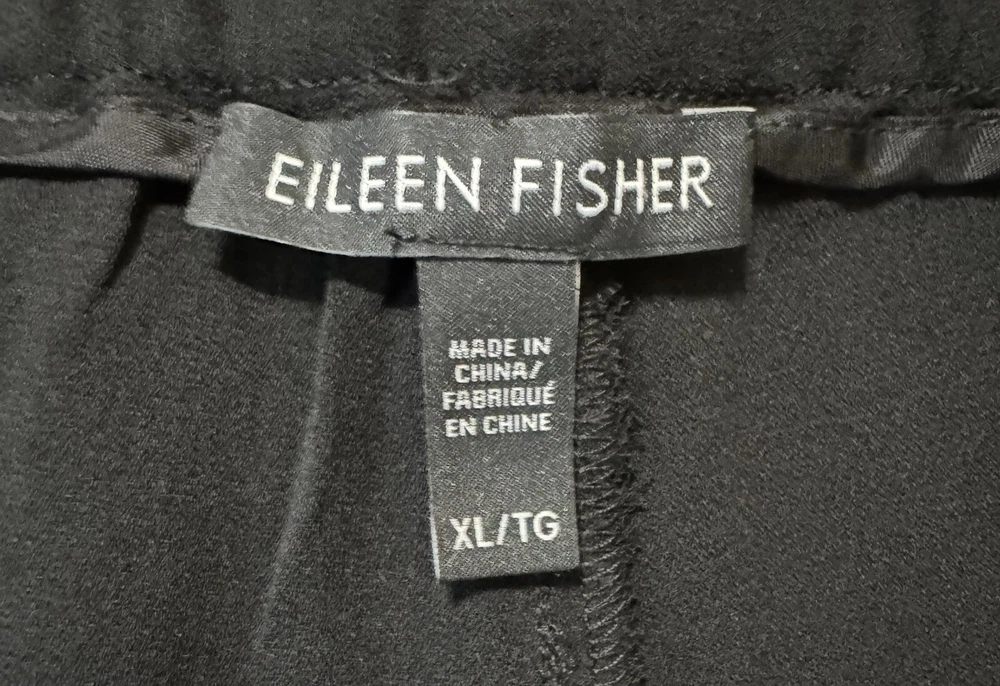 EILEEN FISHER
MADE IN
CHINA/
FABRIQUÉ
EN CHINE
XL/TG